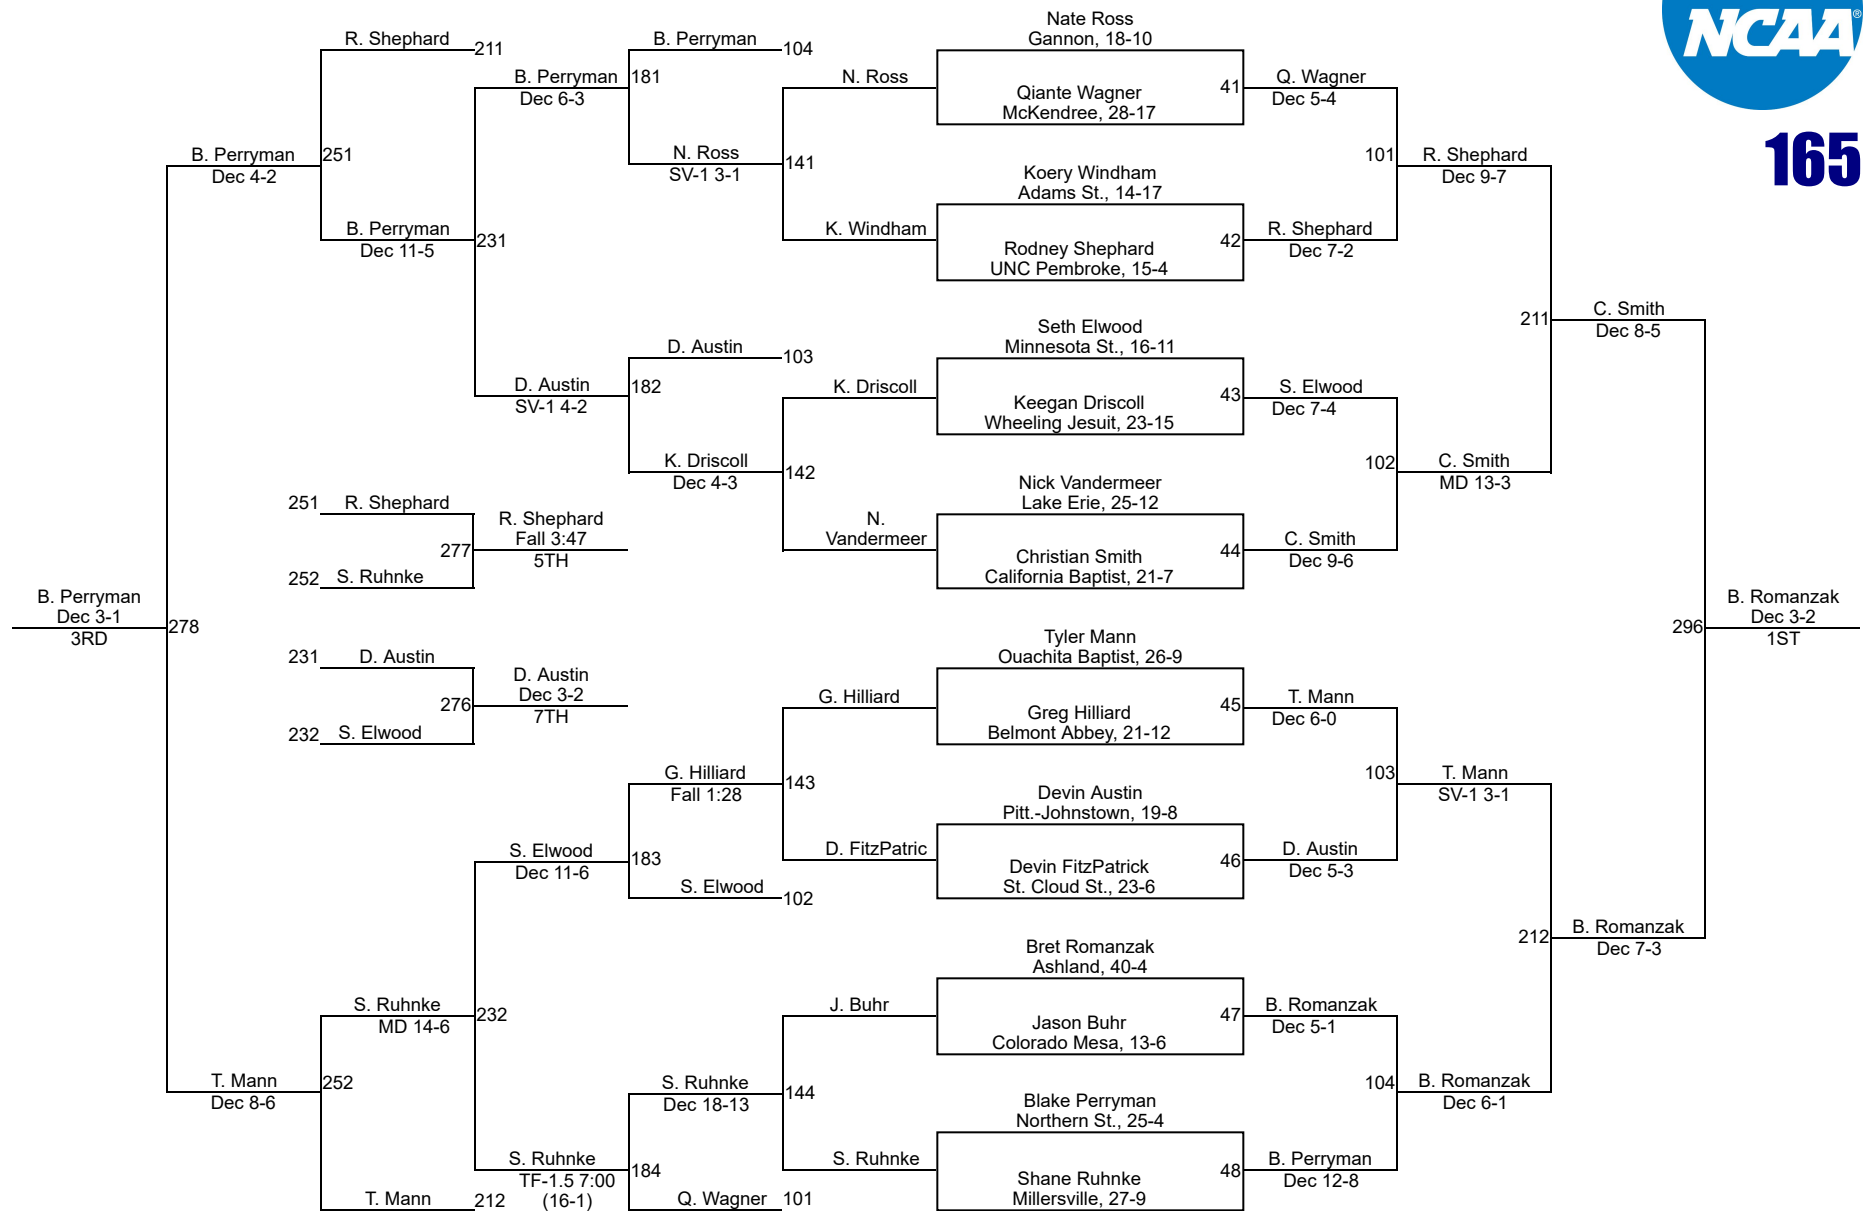 NCAA®
165
R. Shephard
211
B. Perryman
104
Nate Ross
Gannon, 18-10
B. Perryman
Dec 6-3
181
N. Ross
Qiante Wagner
McKendree, 28-17
41
Q. Wagner
Dec 5-4
B. Perryman
Dec 4-2
251
N. Ross
SV-1 3-1
141
101
R. Shephard
Dec 9-7
Koery Windham
Adams St., 14-17
B. Perryman
Dec 11-5
231
K. Windham
Rodney Shephard
UNC Pembroke, 15-4
42
R. Shephard
Dec 7-2
211
C. Smith
Dec 8-5
D. Austin
103
Seth Elwood
Minnesota St., 16-11
D. Austin
SV-1 4-2
182
K. Driscoll
Keegan Driscoll
Wheeling Jesuit, 23-15
43
S. Elwood
Dec 7-4
K. Driscoll
Dec 4-3
142
102
C. Smith
MD 13-3
Nick Vandermeer
Lake Erie, 25-12
251
R. Shephard
277
R. Shephard
Fall 3:47
5TH
252
S. Ruhnke
N.
Vandermeer
Christian Smith
California Baptist, 21-7
44
C. Smith
Dec 9-6
B. Perryman
Dec 3-1
3RD
278
296
B. Romanzak
Dec 3-2
1ST
231
D. Austin
276
D. Austin
Dec 3-2
7TH
232
S. Elwood
Tyler Mann
Ouachita Baptist, 26-9
G. Hilliard
Greg Hilliard
Belmont Abbey, 21-12
45
T. Mann
Dec 6-0
G. Hilliard
Fall 1:28
143
103
T. Mann
SV-1 3-1
Devin Austin
Pitt.-Johnstown, 19-8
S. Elwood
Dec 11-6
183
D. FitzPatric
Devin FitzPatrick
St. Cloud St., 23-6
46
D. Austin
Dec 5-3
S. Elwood
102
212
B. Romanzak
Dec 7-3
Bret Romanzak
Ashland, 40-4
S. Ruhnke
MD 14-6
232
J. Buhr
Jason Buhr
Colorado Mesa, 13-6
47
B. Romanzak
Dec 5-1
T. Mann
Dec 8-6
252
S. Ruhnke
Dec 18-13
144
104
B. Romanzak
Dec 6-1
Blake Perryman
Northern St., 25-4
S. Ruhnke
TF-1.5 7:00
(16-1)
184
S. Ruhnke
Shane Ruhnke
Millersville, 27-9
48
B. Perryman
Dec 12-8
T. Mann
212
Q. Wagner
101